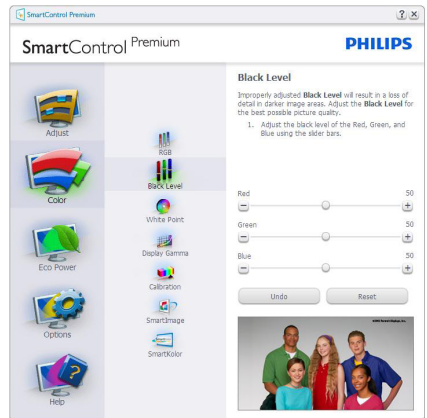 SmartControl Premium
? ×
SmartControl Premium
PHILIPS
Adjust
Color
Eco Power
Options
Help
RGB
Black Level
White Point
Display Gamma
Calibration
SmartImage
SmartKolor
Black Level
Improperly adjusted Black Level will result in a loss of
detail in darker image areas. Adjust the Black Level for
the best possible picture quality.
1. Adjust the black level of the Red, Green, and
Blue using the slider bars.
Red 50
Green 50
Blue 50
Undo
Reset